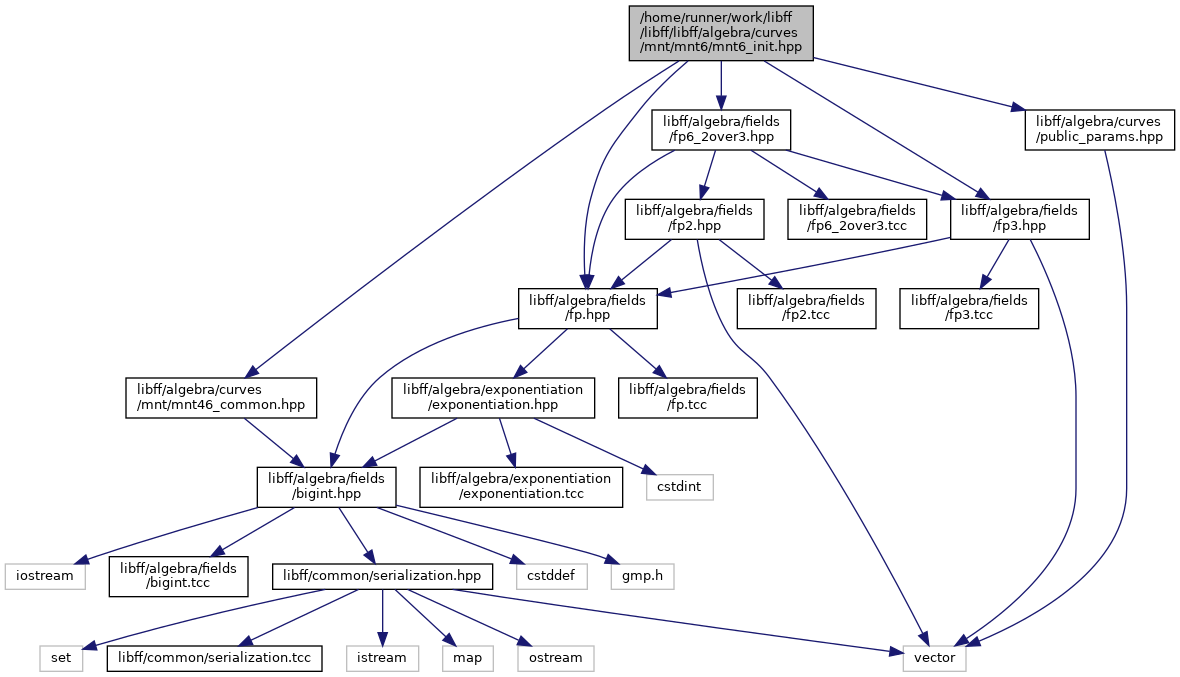 /home/runner/work/libff
/libff/libff/algebra/curves
/mnt/mnt6/mnt6_init.hpp
libff/algebra/fields
/fp6_2over3.hpp
libff/algebra/curves
/public_params.hpp
libff/algebra/fields
/fp2.hpp
libff/algebra/fields
/fp6_2over3.tcc
libff/algebra/fields
/fp3.hpp
libff/algebra/fields
/fp.hpp
libff/algebra/fields
/fp2.tcc
libff/algebra/fields
/fp3.tcc
libff/algebra/curves
/mnt/mnt46_common.hpp
libff/algebra/exponentiation
/exponentiation.hpp
libff/algebra/fields
/fp.tcc
libff/algebra/fields
/bigint.hpp
libff/algebra/exponentiation
/exponentiation.tcc
cstdint
iostream
libff/algebra/fields
/bigint.tcc
libff/common/serialization.hpp
cstddef
gmp.h
set
libff/common/serialization.tcc
istream
map
ostream
vector